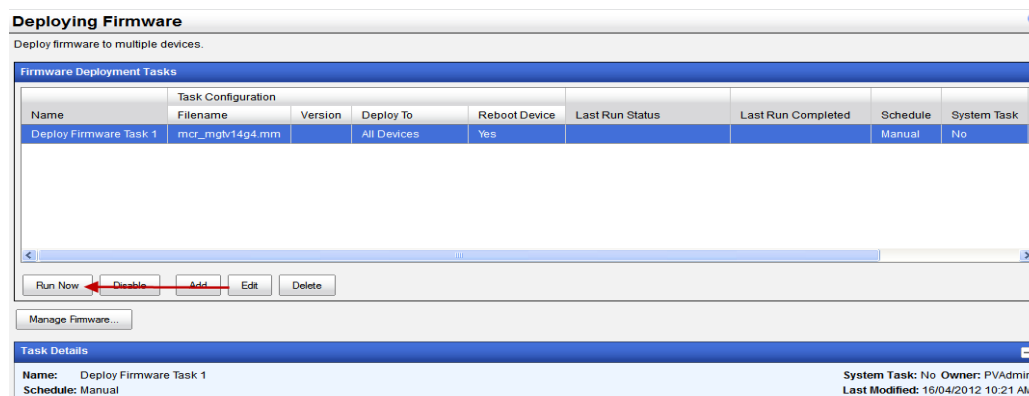 Deploying Firmware
Deploy firmware to multiple devices.
Firmware Deployment Tasks
Task Configuration
Name Filename Version Deploy To Reboot Device Last Run Status Last Run Completed Schedule System Task
Deploy Firmware Task 1 mcr_mgtv14g4.mm All Devices Yes Manual No
Run Now Disable Add Edit Delete
Manage Firmware...
Task Details
Name: Deploy Firmware Task 1 System Task: No Owner: PVAdmin
Schedule: Manual Last Modified: 16/04/2012 10:21 AM